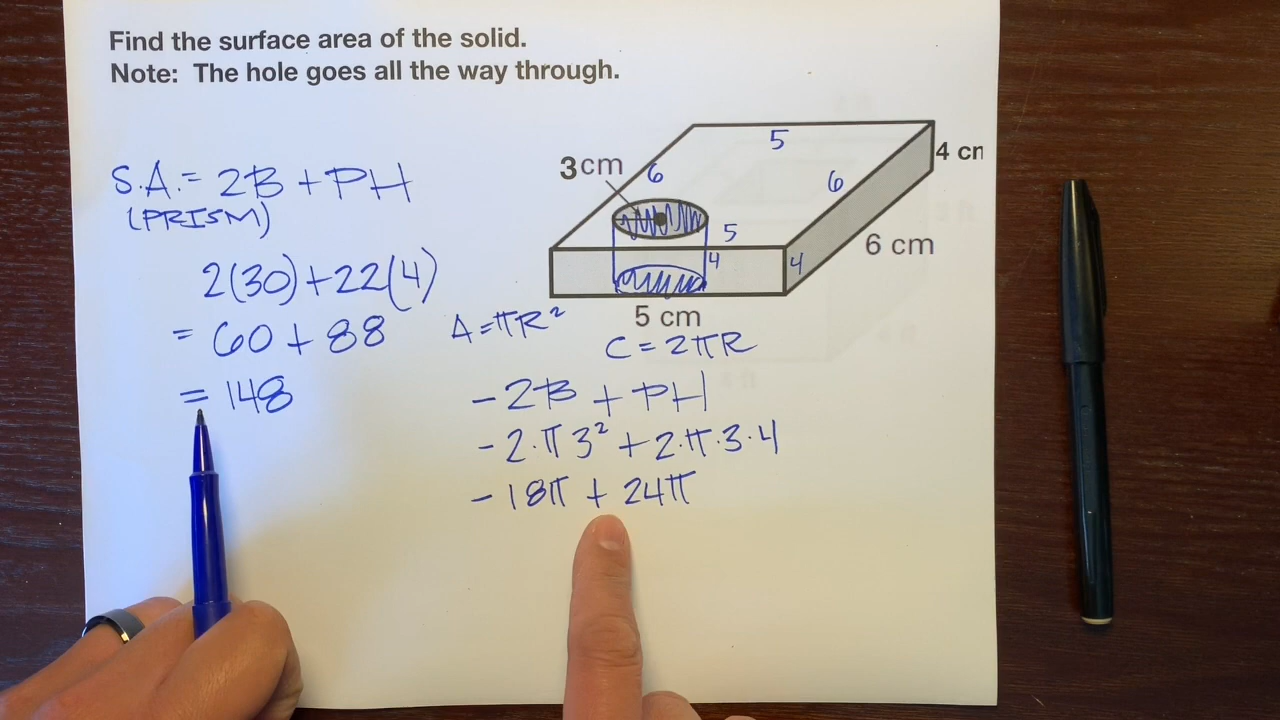 Find the surface area of the solid.
Note: The hole goes all the way through.
S.A. = 2B + PH
(PRISM)
2(30)+22(4)
= 60 + 88
= 148
3cm
6
5
6
4 cm
5
4
4
6 cm
5 cm
A = πR²
C = 2πR
- 2B + PH
- 2·π3² + 2·π·3·4
- 18π + 24π